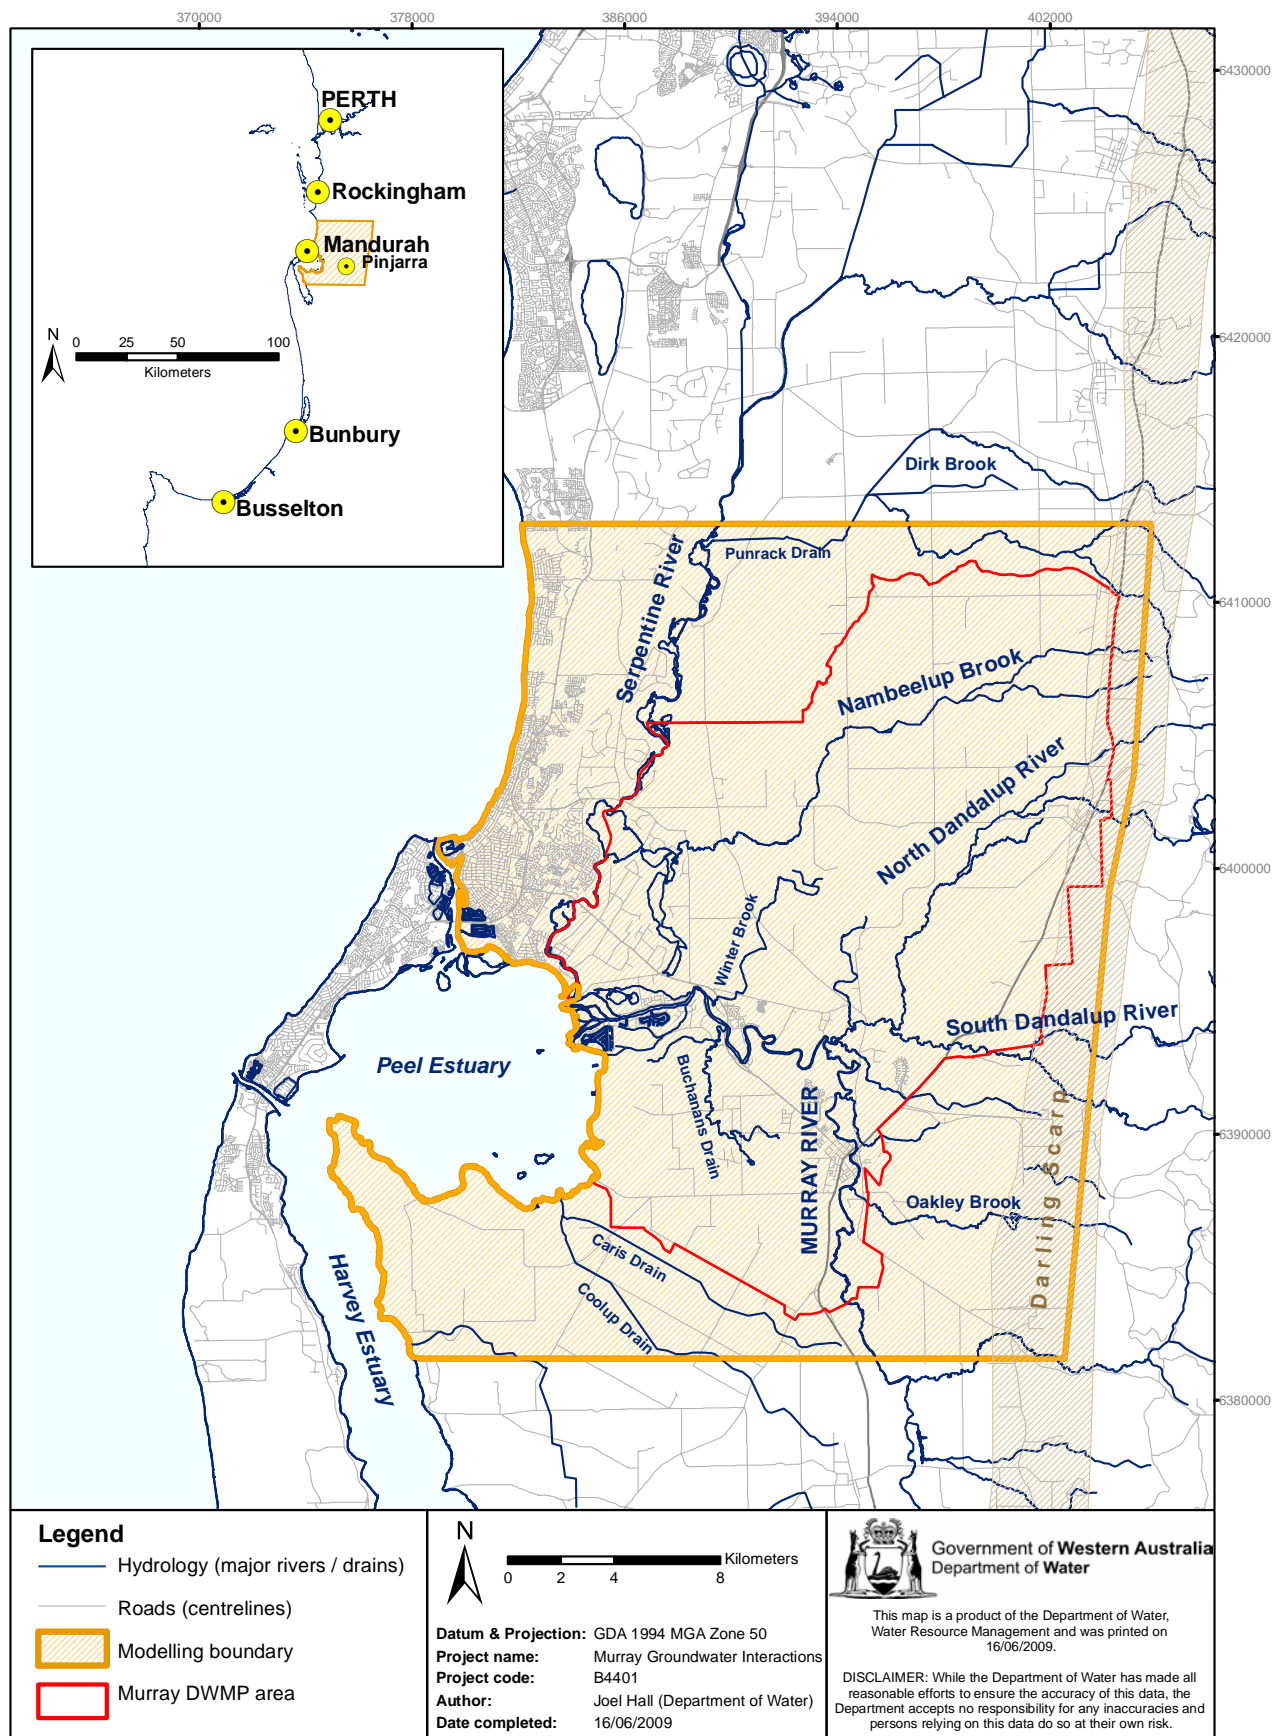 370000
378000
386000
394000
402000
6430000
6420000
6410000
6400000
6390000
6380000
PERTH
Rockingham
Mandurah
Pinjarra
N
0 25 50 100
Kilometers
Bunbury
Busselton
Dirk Brook
Punrack Drain
Serpentine River
Nambeelup Brook
North Dandalup River
Winter Brook
South Dandalup River
Peel Estuary
Buchanans Drain
MURRAY RIVER
Darling Scarp
Oakley Brook
Caris Drain
Coolup Drain
Harvey Estuary
Legend
Hydrology (major rivers / drains)
Roads (centrelines)
Modelling boundary
Murray DWMP area
N
Kilometers
0 2 4 8
Datum & Projection: GDA 1994 MGA Zone 50
Project name: Murray Groundwater Interactions
Project code: B4401
Author: Joel Hall (Department of Water)
Date completed: 16/06/2009
Government of Western Australia
Department of Water
This map is a product of the Department of Water,
Water Resource Management and was printed on
16/06/2009.
DISCLAIMER: While the Department of Water has made all
reasonable efforts to ensure the accuracy of this data, the
Department accepts no responsibility for any inaccuracies and
persons relying on this data do so at their own risk.